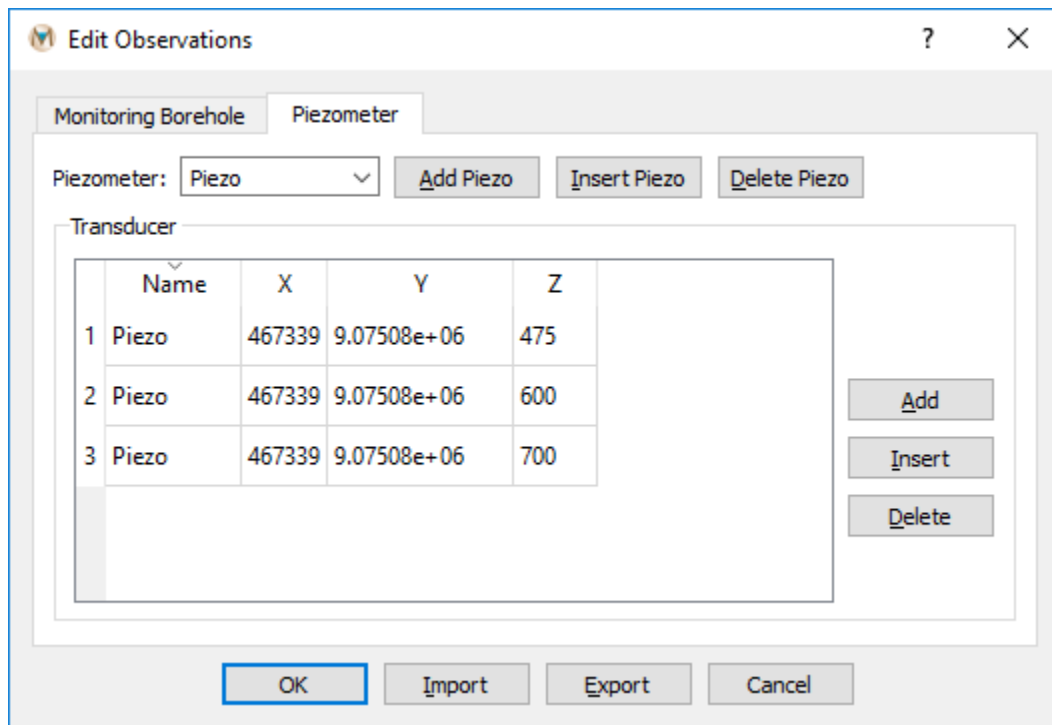 Edit Observations ?
Monitoring Borehole Piezometer
Piezometer: Piezo Add Piezo Insert Piezo Delete Piezo
Transducer
Name X Y Z
1 Piezo 467339 9.07508e+06 475
2 Piezo 467339 9.07508e+06 600
3 Piezo 467339 9.07508e+06 700
Add
Insert
Delete
OK Import Export Cancel